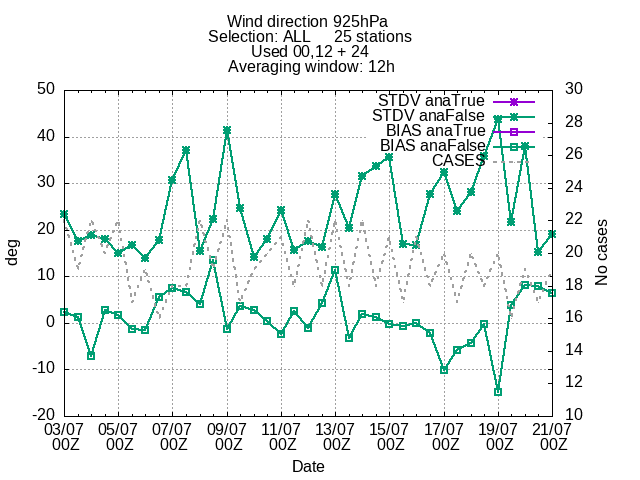 Wind direction 925hPa
Selection: ALL 25 stations
Used 00,12 + 24
Averaging window: 12h
50 30
STDV anaTrue
STDV anaFalse
28
40
BIAS anaTrue
BIAS anaFalse
26
CASES
24
30
22
20
deg
No cases
20
10
18
0
16
14
-10
12
-20 10
03/07 05/07 07/07 09/07 11/07 13/07 15/07 17/07 19/07 21/07
00Z 00Z 00Z 00Z 00Z 00Z 00Z 00Z 00Z 00Z
Date